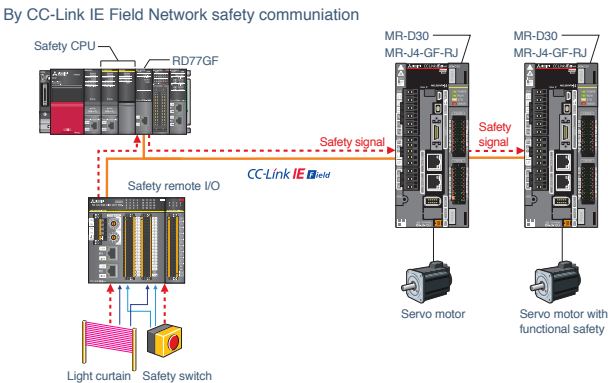 By CC-Link IE Field Network safety communiation
Safety CPU
RD77GF
MR-D30
MR-J4-GF-RJ
MR-D30
MR-J4-GF-RJ
Safety signal
Safety
signal
CC-Link IE Field
Safety remote I/O
Servo motor
Servo motor with
functional safety
Light curtain
Safety switch